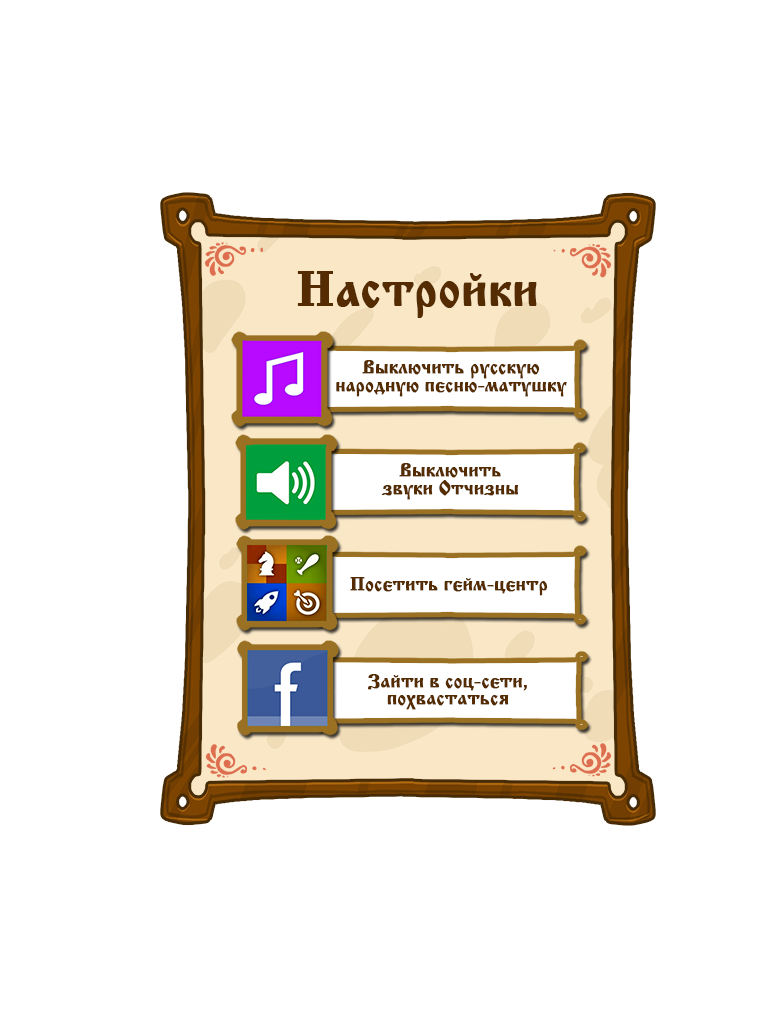 Настройки
Выключить русскую
народную песню-матушку
Выключить
звуки Отчизны
Посетить гейм-центр
Зайти в соц-сети,
похвастаться